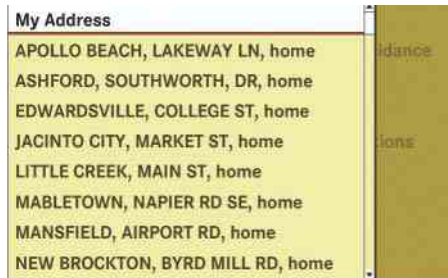 My Address
APOLLO BEACH, LAKEWAY LN, home
idance
ASHFORD, SOUTHWORTH, DR, home
EDWARDSVILLE, COLLEGE ST, home
JACINTO CITY, MARKET ST, home
ions
LITTLE CREEK, MAIN ST, home
MABLETOWN, NAPIER RD SE, home
MANSFIELD, AIRPORT RD, home
NEW BROCKTON, BYRD MILL RD, home